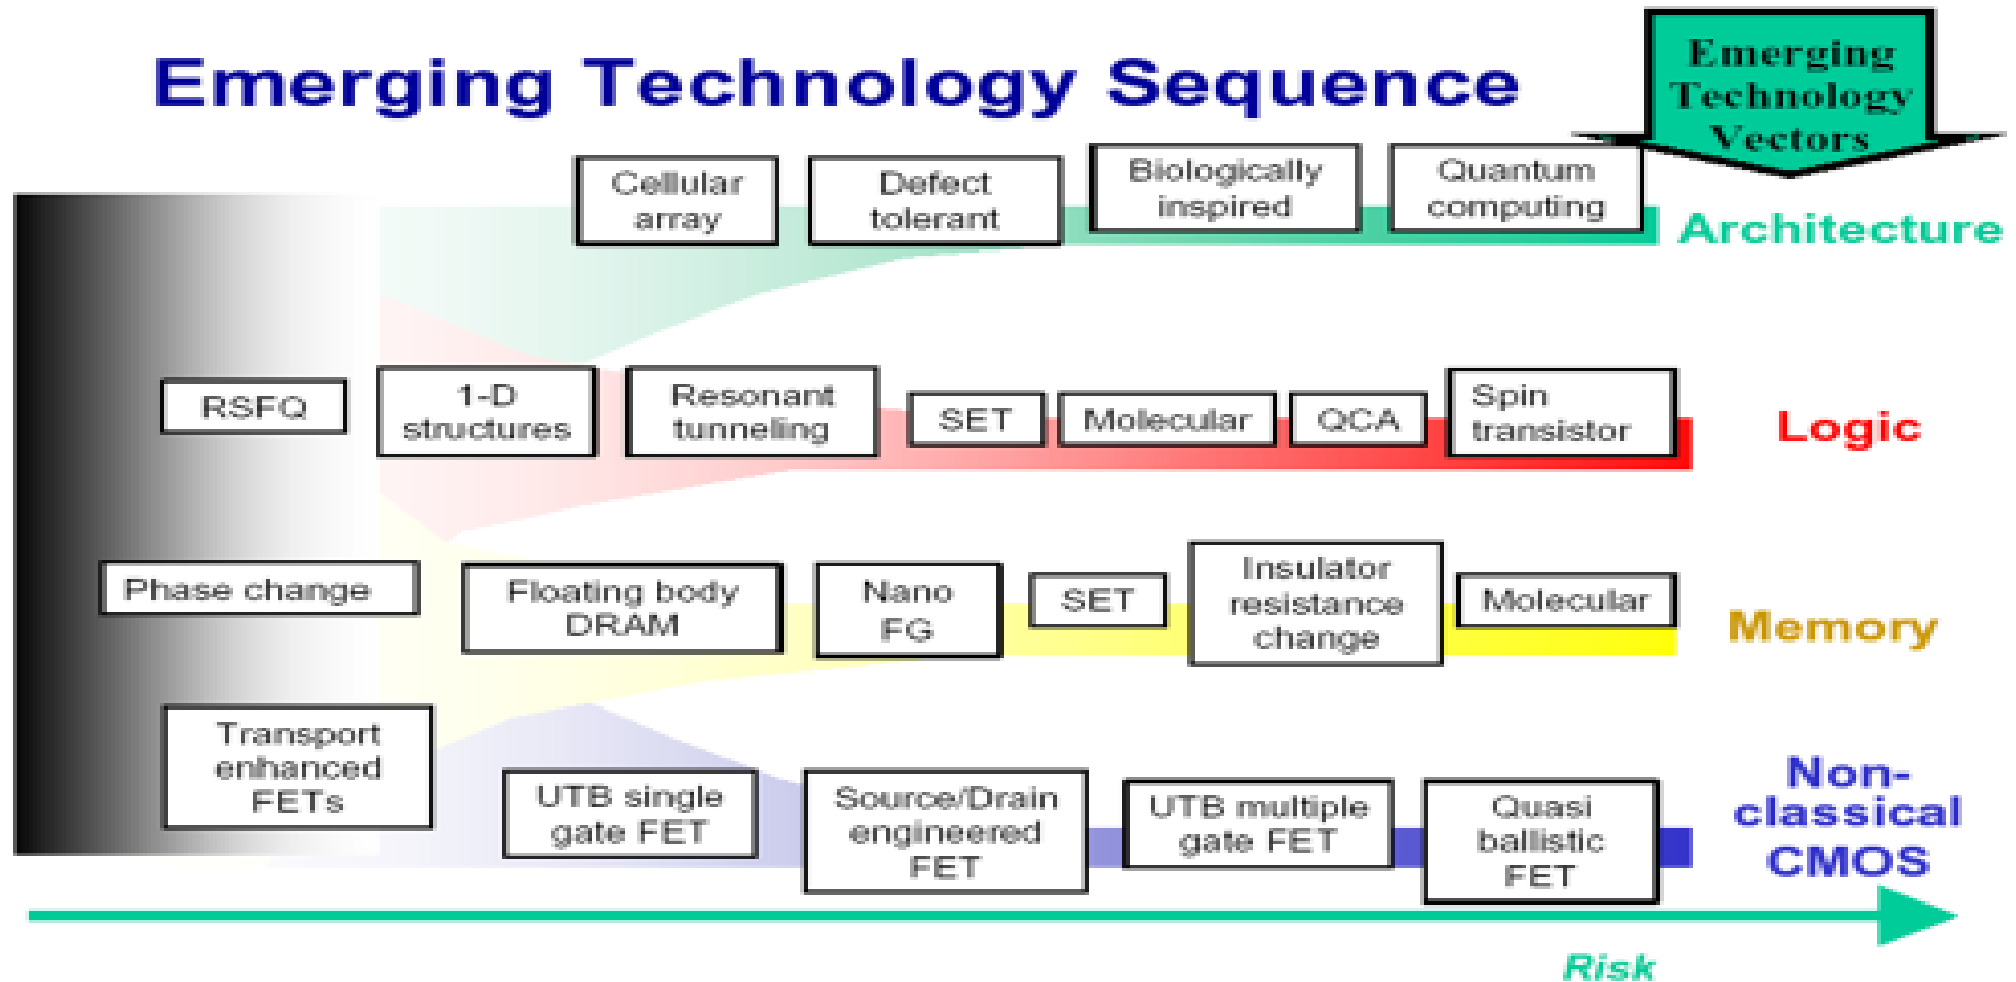 Emerging Technology Sequence
Emerging
Technology
Vectors
Cellular
array
Defect
tolerant
Biologically
inspired
Quantum
computing
Architecture
RSFQ
1-D
structures
Resonant
tunneling
SET
Molecular
QCA
Spin
transistor
Logic
Phase change
Floating body
DRAM
Nano
FG
SET
Insulator
resistance
change
Molecular
Memory
Transport
enhanced
FETs
UTB single
gate FET
Source/Drain
engineered
FET
UTB multiple
gate FET
Quasi
ballistic
FET
Non-
classical
CMOS
Risk